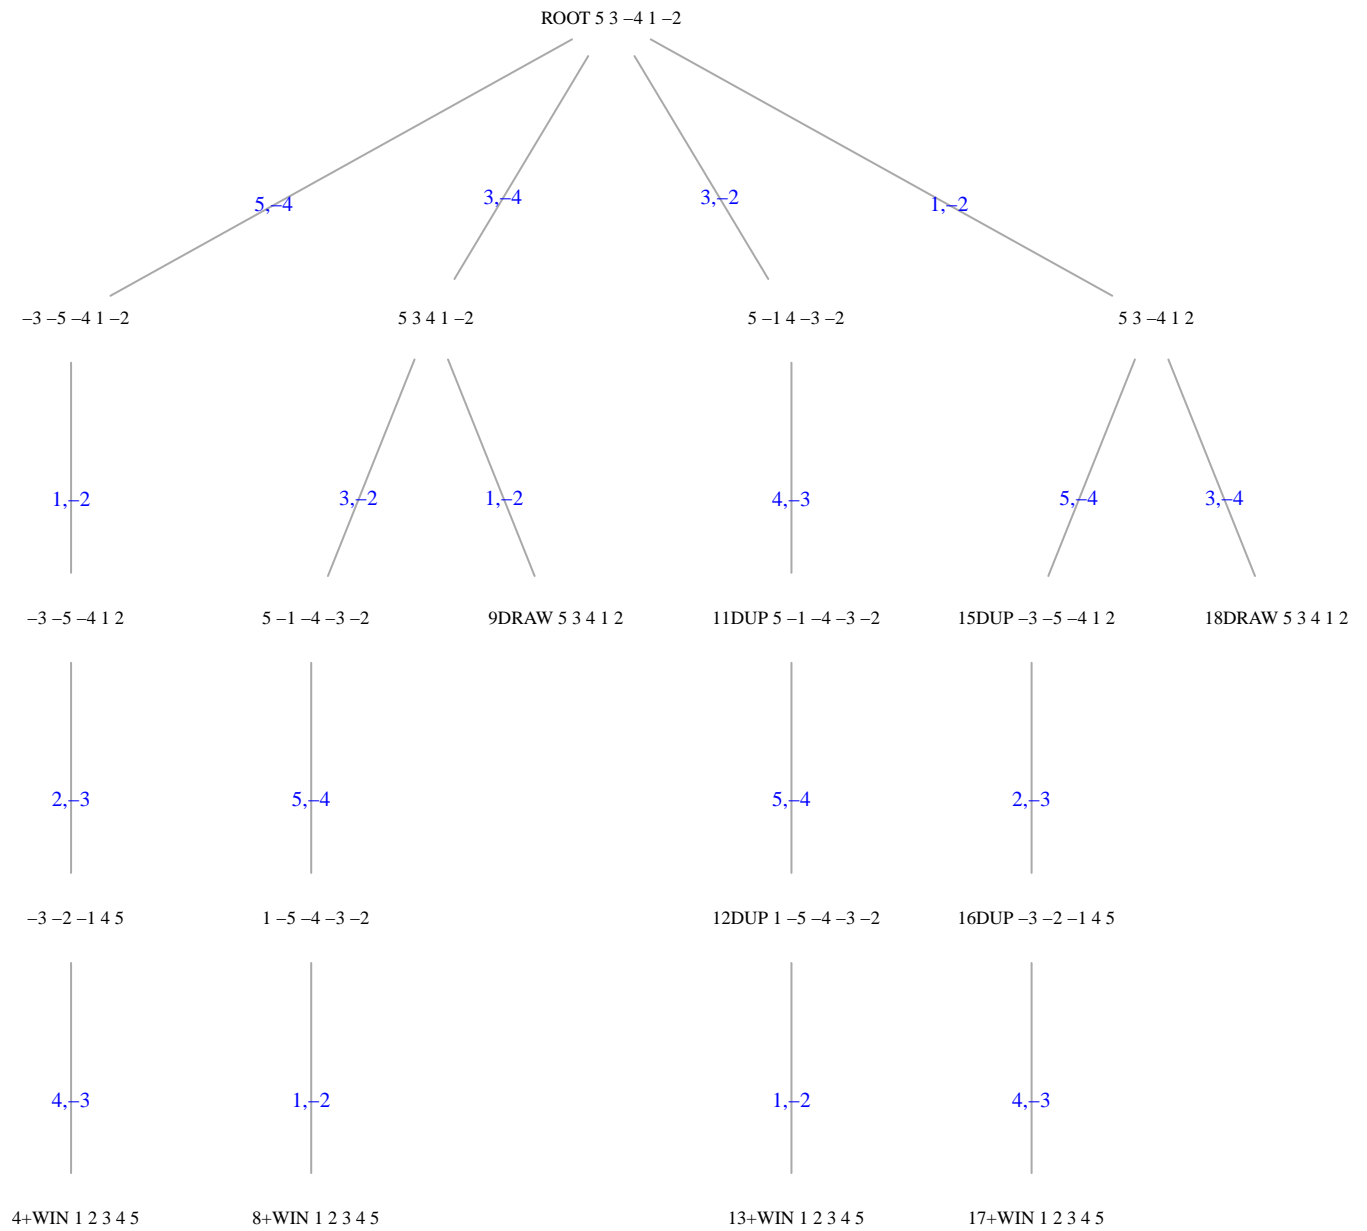 ROOT 5 3 –4 1 –2
5,–4
3,–4
3,–2
1,–2
–3 –5 –4 1 –2
5 3 4 1 –2
5 –1 4 –3 –2
5 3 –4 1 2
1,–2
3,–2
1,–2
4,–3
5,–4
3,–4
–3 –5 –4 1 2
5 –1 –4 –3 –2
9DRAW 5 3 4 1 2
11DUP 5 –1 –4 –3 –2
15DUP –3 –5 –4 1 2
18DRAW 5 3 4 1 2
2,–3
5,–4
5,–4
2,–3
–3 –2 –1 4 5
1 –5 –4 –3 –2
12DUP 1 –5 –4 –3 –2
16DUP –3 –2 –1 4 5
4,–3
1,–2
1,–2
4,–3
4+WIN 1 2 3 4 5
8+WIN 1 2 3 4 5
13+WIN 1 2 3 4 5
17+WIN 1 2 3 4 5